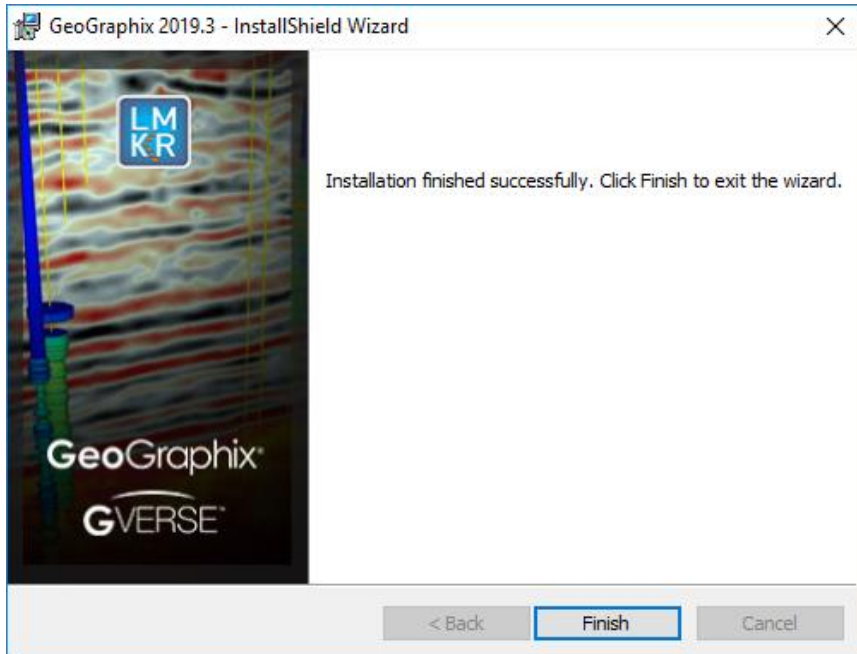 GeoGraphix 2019.3 - InstallShield Wizard
LM
KR
Installation finished successfully. Click Finish to exit the wizard.
GeoGraphix®
GVERSE™
< Back
Finish
Cancel